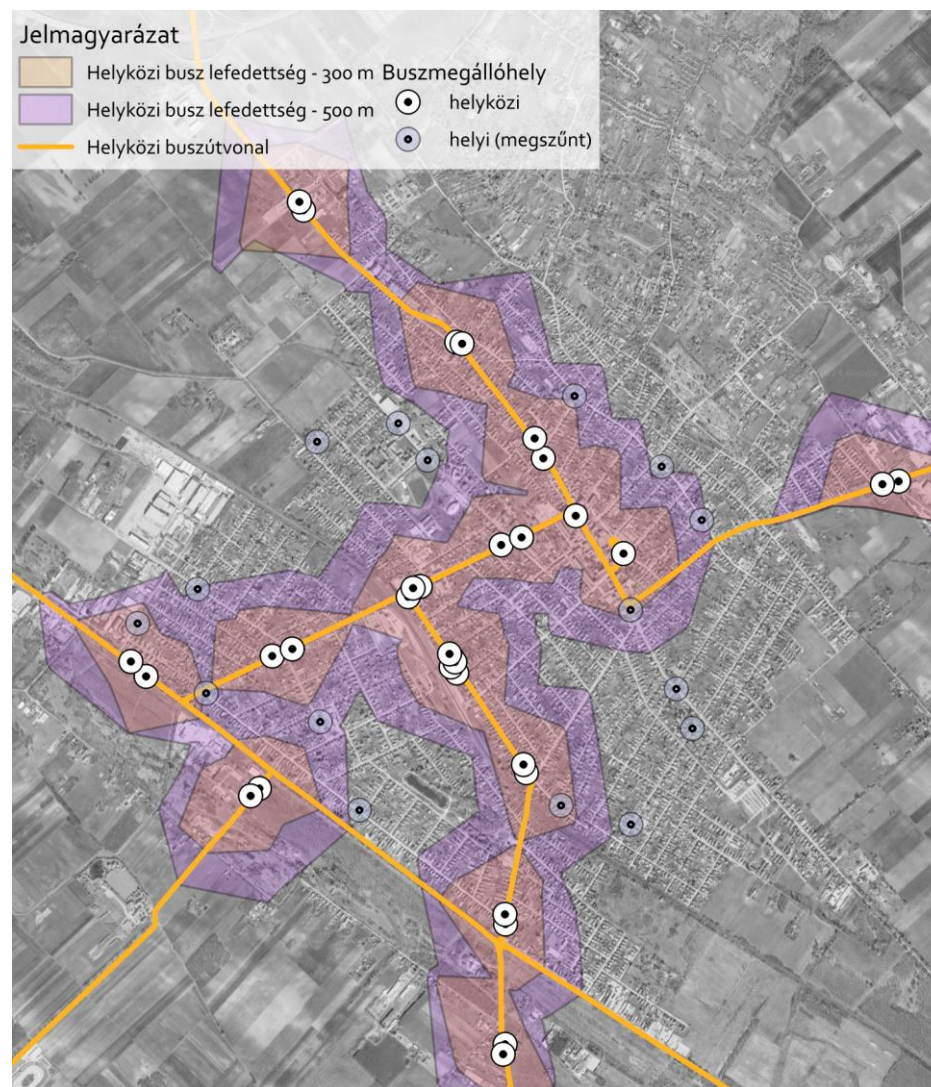 Jelmagyarázat
Helyközi busz lefedettség - 300 m
Helyközi busz lefedettség - 500 m
Helyközi buszútvonal
Buszmegállóhely
helyközi
helyi (megszűnt)